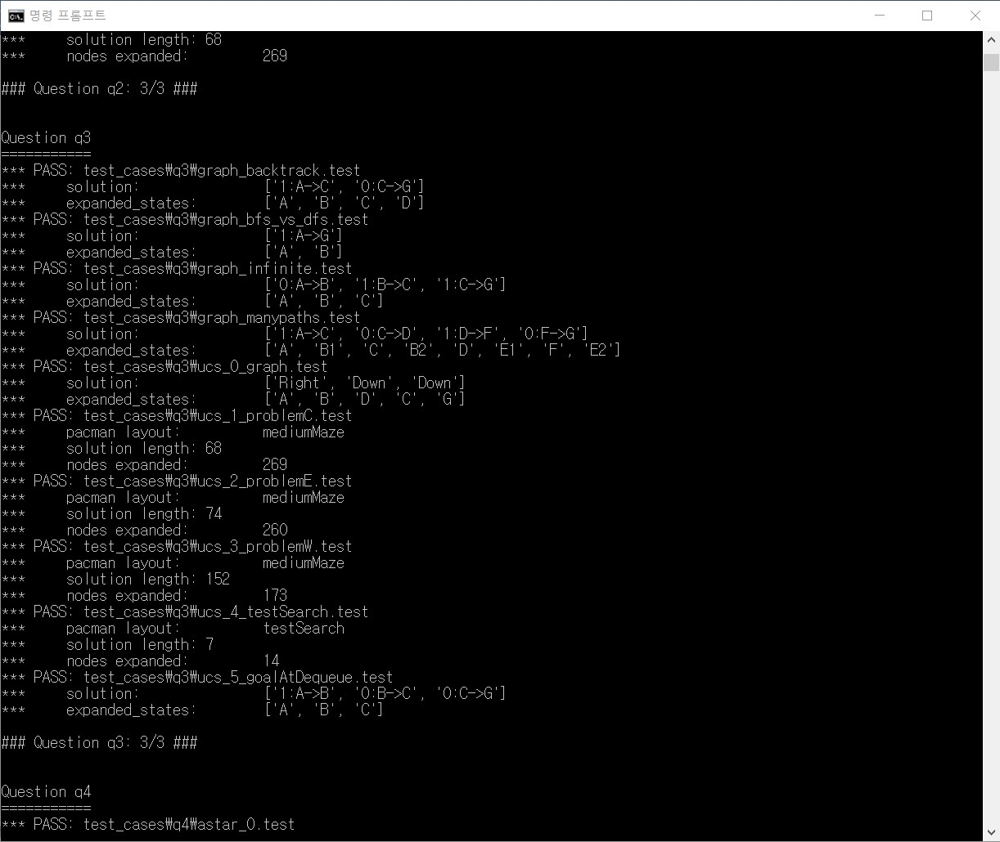 명령 프롬프트
***     solution length: 68
***     nodes expanded:         269

### Question q2: 3/3 ###


Question q3
===========
*** PASS: test_cases₩q3₩graph_backtrack.test
***     solution:               ['1:A->C', '0:C->G']
***     expanded_states:        ['A', 'B', 'C', 'D']
*** PASS: test_cases₩q3₩graph_bfs_vs_dfs.test
***     solution:               ['1:A->G']
***     expanded_states:        ['A', 'B']
*** PASS: test_cases₩q3₩graph_infinite.test
***     solution:               ['0:A->B', '1:B->C', '1:C->G']
***     expanded_states:        ['A', 'B', 'C']
*** PASS: test_cases₩q3₩graph_manypaths.test
***     solution:               ['1:A->C', '0:C->D', '1:D->F', '0:F->G']
***     expanded_states:        ['A', 'B1', 'C', 'B2', 'D', 'E1', 'F', 'E2']
*** PASS: test_cases₩q3₩ucs_0_graph.test
***     solution:               ['Right', 'Down', 'Down']
***     expanded_states:        ['A', 'B', 'D', 'C', 'G']
*** PASS: test_cases₩q3₩ucs_1_problemC.test
***     pacman layout:          mediumMaze
***     solution length: 68
***     nodes expanded:         269
*** PASS: test_cases₩q3₩ucs_2_problemE.test
***     pacman layout:          mediumMaze
***     solution length: 74
***     nodes expanded:         260
*** PASS: test_cases₩q3₩ucs_3_problemW.test
***     pacman layout:          mediumMaze
***     solution length: 152
***     nodes expanded:         173
*** PASS: test_cases₩q3₩ucs_4_testSearch.test
***     pacman layout:          testSearch
***     solution length: 7
***     nodes expanded:         14
*** PASS: test_cases₩q3₩ucs_5_goalAtDequeue.test
***     solution:               ['1:A->B', '0:B->C', '0:C->G']
***     expanded_states:        ['A', 'B', 'C']

### Question q3: 3/3 ###


Question q4
===========
*** PASS: test_cases₩q4₩astar_0.test